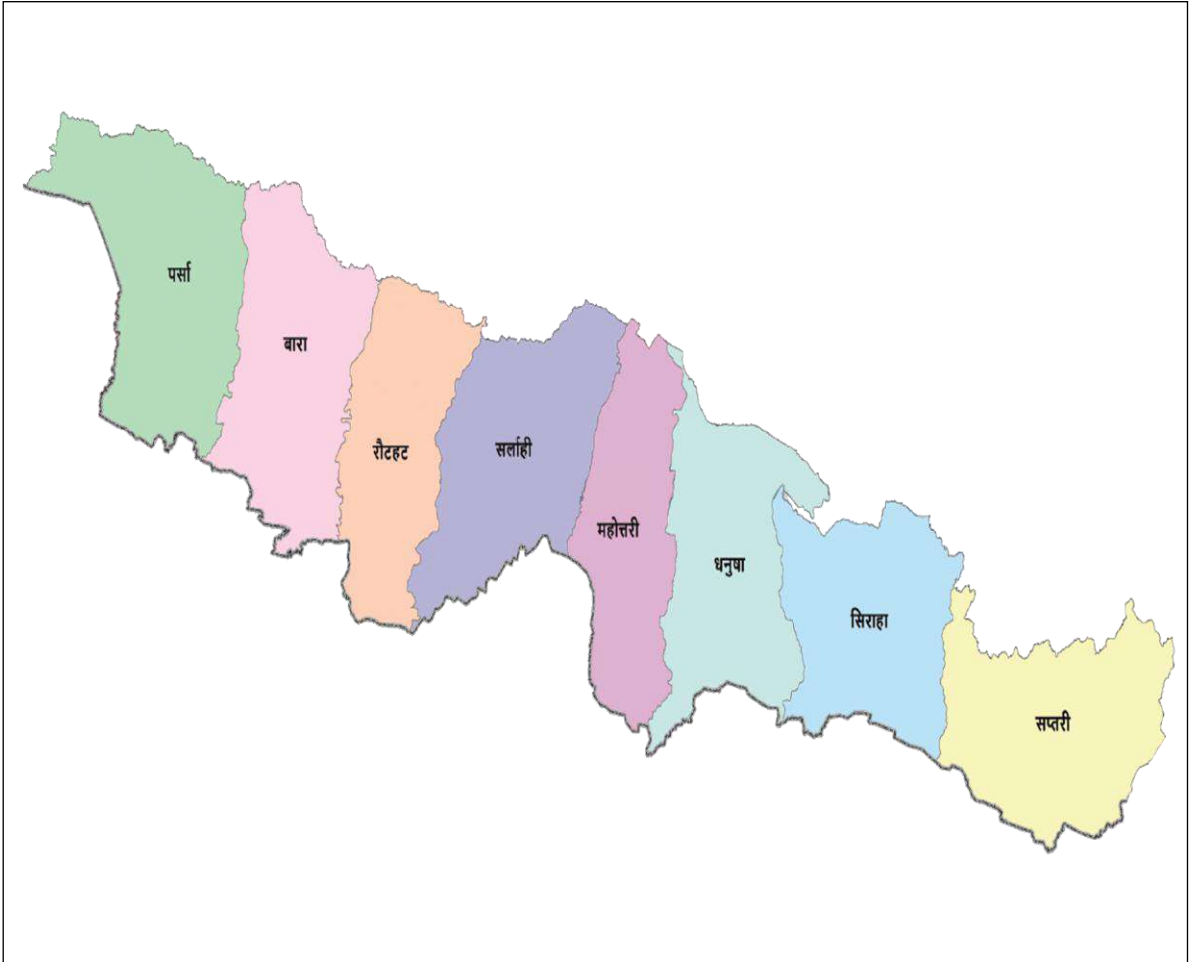 पर्सा
बारा
रौटहट
सर्लाही
महोत्तरी
धनुषा
सिराहा
सप्तरी